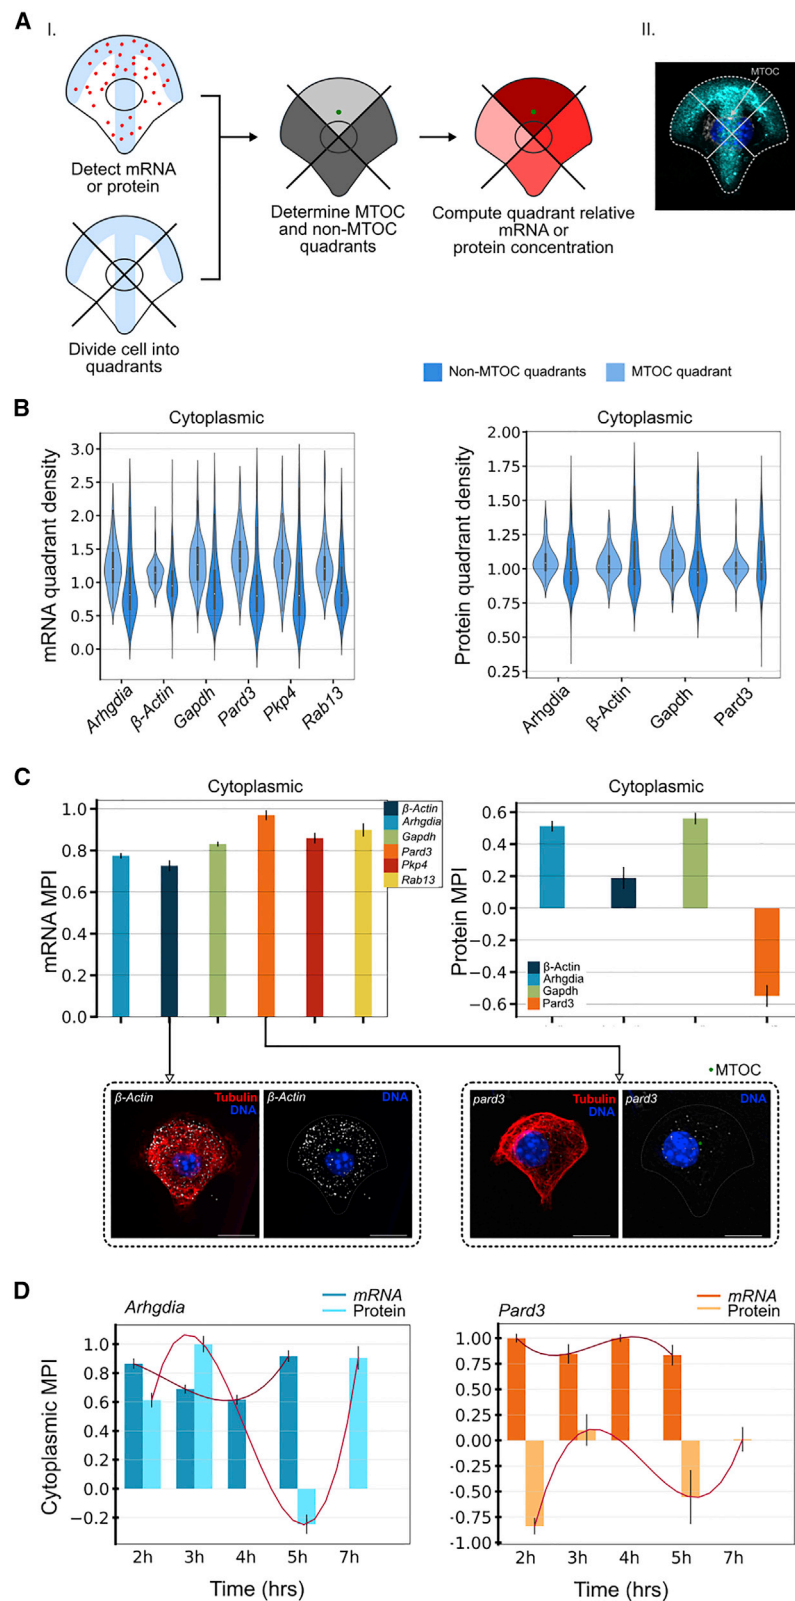 A
I.
II.
MTOC
Detect mRNA
or protein
Determine MTOC
and non-MTOC
quadrants
Compute quadrant relative
mRNA or
protein concentration
Divide cell into
quadrants
Non-MTOC quadrants
MTOC quadrant
B
Cytoplasmic
mRNA quadrant density
3.0
2.5
2.0
1.5
1.0
0.5
0.0
Arhgdia
β-Actin
Gapdh
Pard3
Pkp4
Rab13
Cytoplasmic
Protein quadrant density
2.00
1.75
1.50
1.25
1.00
0.75
0.50
0.25
Arhgdia
β-Actin
Gapdh
Pard3
C
Cytoplasmic
mRNA MPI
1.0
0.8
0.6
0.4
0.2
0.0
β-Actin
Arhgdia
Gapdh
Pard3
Pkp4
Rab13
Cytoplasmic
Protein MPI
0.6
0.4
0.2
0.0
−0.2
−0.4
−0.6
β-Actin
Arhgdia
Gapdh
Pard3
MTOC
β-Actin
Tubulin
DNA
β-Actin
DNA
pard3
Tubulin
DNA
pard3
DNA
D
Arhgdia
mRNA
Protein
Cytoplasmic MPI
1.0
0.8
0.6
0.4
0.2
0.0
−0.2
2h
3h
4h
5h
7h
Time (hrs)
Pard3
mRNA
Protein
1.00
0.75
0.50
0.25
0.00
-0.25
-0.50
-0.75
-1.00
2h
3h
4h
5h
7h
Time (hrs)